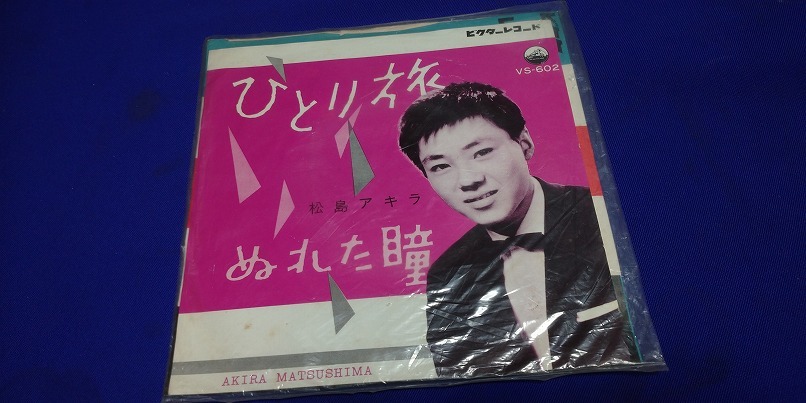 ビクターレコード
VS-602
ひとり旅
松島アキラ
ぬれた瞳
AKIRA MATSUSHIMA